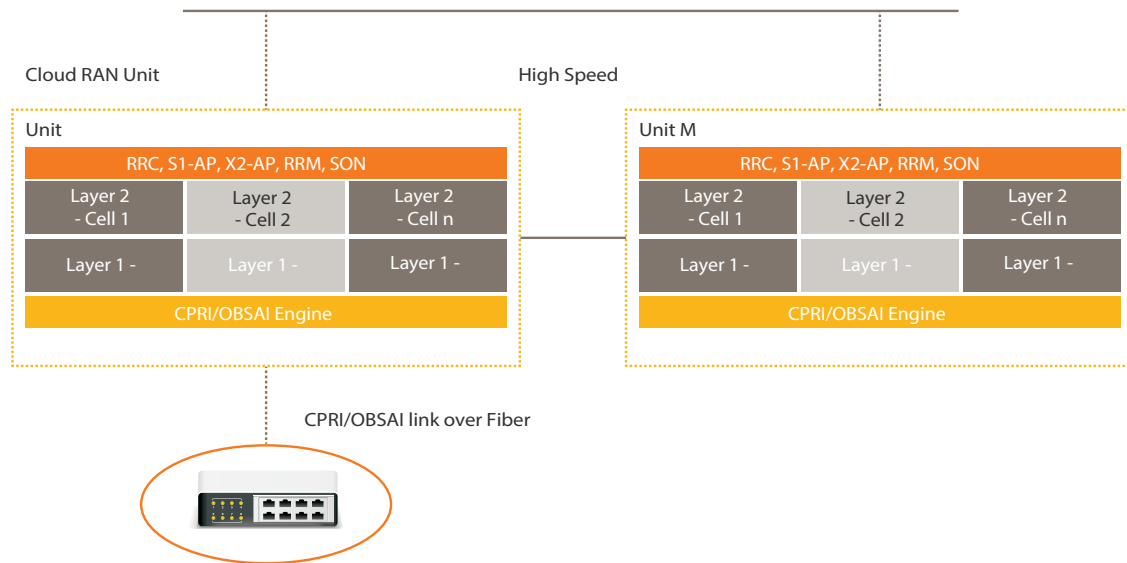 Cloud RAN Unit
High Speed
Unit
RRC, S1-AP, X2-AP, RRM, SON
Layer 2
- Cell 1
Layer 2
- Cell 2
Layer 2
- Cell n
Layer 1 -
Layer 1 -
Layer 1 -
CPRI/OBSAI Engine
Unit M
RRC, S1-AP, X2-AP, RRM, SON
Layer 2
- Cell 1
Layer 2
- Cell 2
Layer 2
- Cell n
Layer 1 -
Layer 1 -
Layer 1 -
CPRI/OBSAI Engine
CPRI/OBSAI link over Fiber